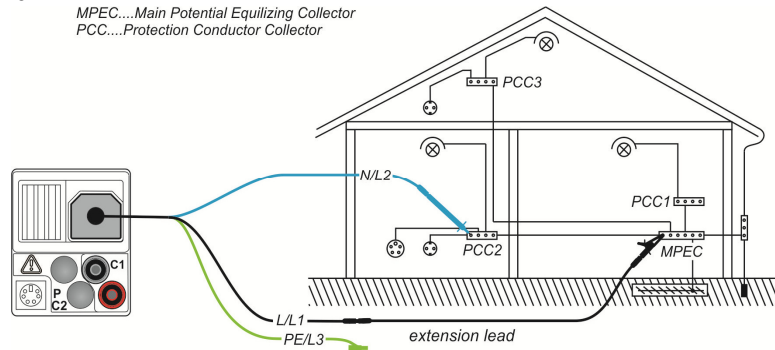 MPEC....Main Potential Equilizing Collector
PCC....Protection Conductor Collector
PCC3
N/L2
PCC1
PCC2
MPEC
C1
P
C2
L/L1
extension lead
PE/L3